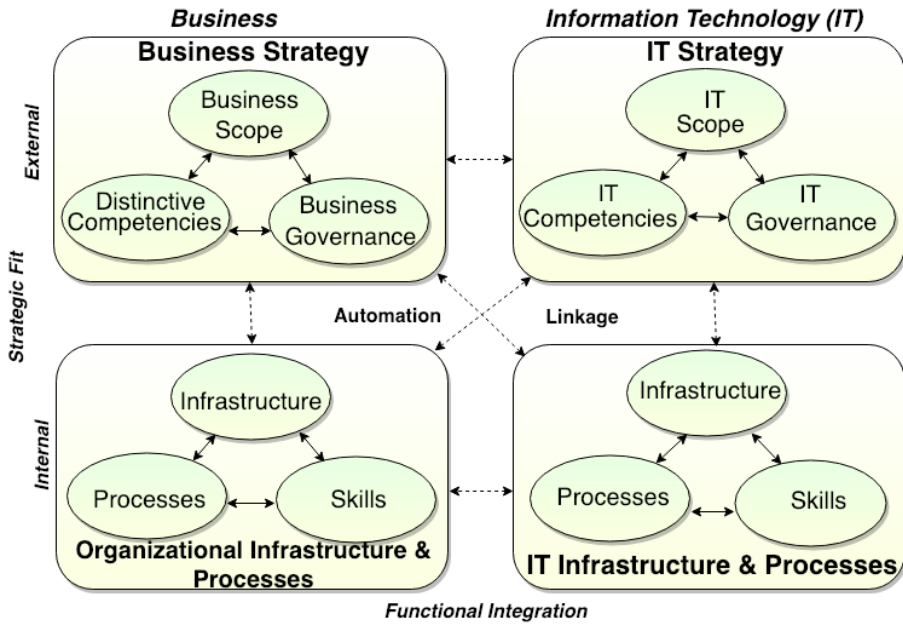 Business
Information Technology (IT)
Business Strategy
IT Strategy
External
Business
Scope
Distinctive
Competencies
Business
Governance
IT
Scope
IT
Competencies
IT
Governance
Strategic Fit
Automation
Linkage
Internal
Infrastructure
Processes
Skills
Organizational Infrastructure &
Processes
Infrastructure
Processes
Skills
IT Infrastructure & Processes
Functional Integration